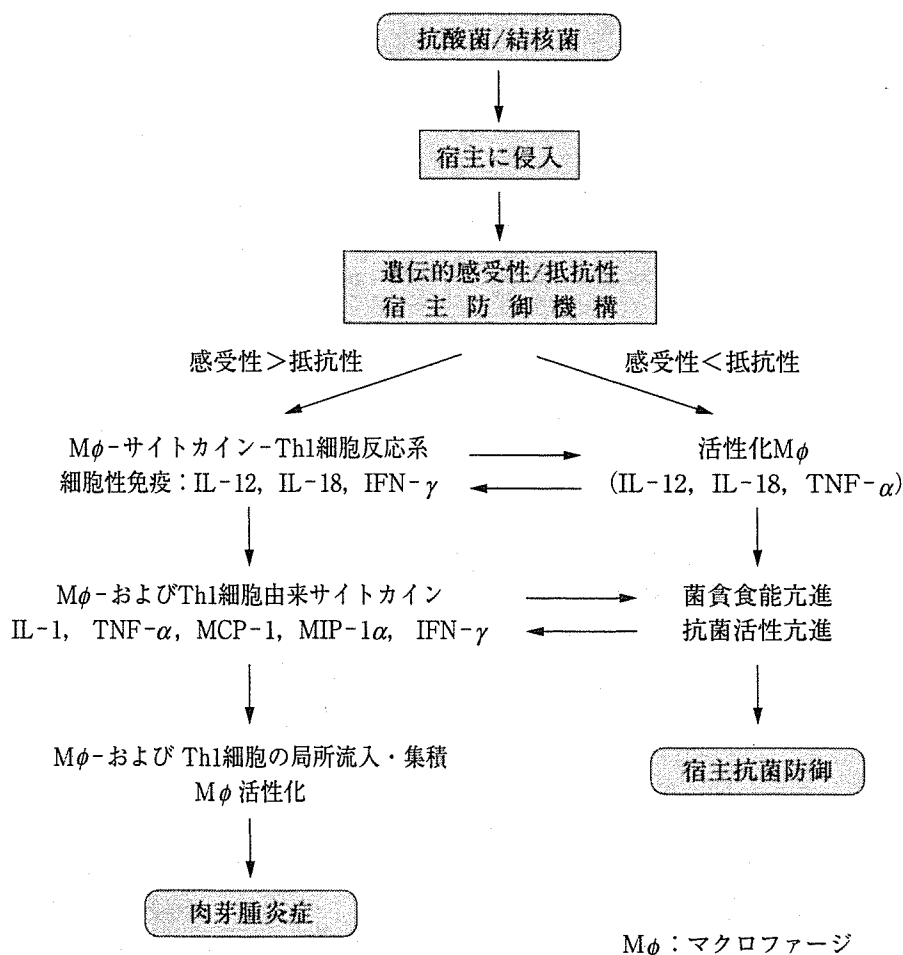 抗酸菌/結核菌
宿主に侵入
遺伝的感受性/抵抗性
宿主防御機構
感受性>抵抗性
感受性<抵抗性
Mφ-サイトカイン-Th1細胞反応系
細胞性免疫:IL-12, IL-18, IFN-γ
活性化Mφ
(IL-12, IL-18, TNF-α)
Mφ-およびTh1細胞由来サイトカイン
IL-1, TNF-α, MCP-1, MIP-1α, IFN-γ
菌貪食能亢進
抗菌活性亢進
Mφ-および Th1細胞の局所流入・集積
Mφ活性化
宿主抗菌防御
肉芽腫炎症
Mφ:マクロファージ